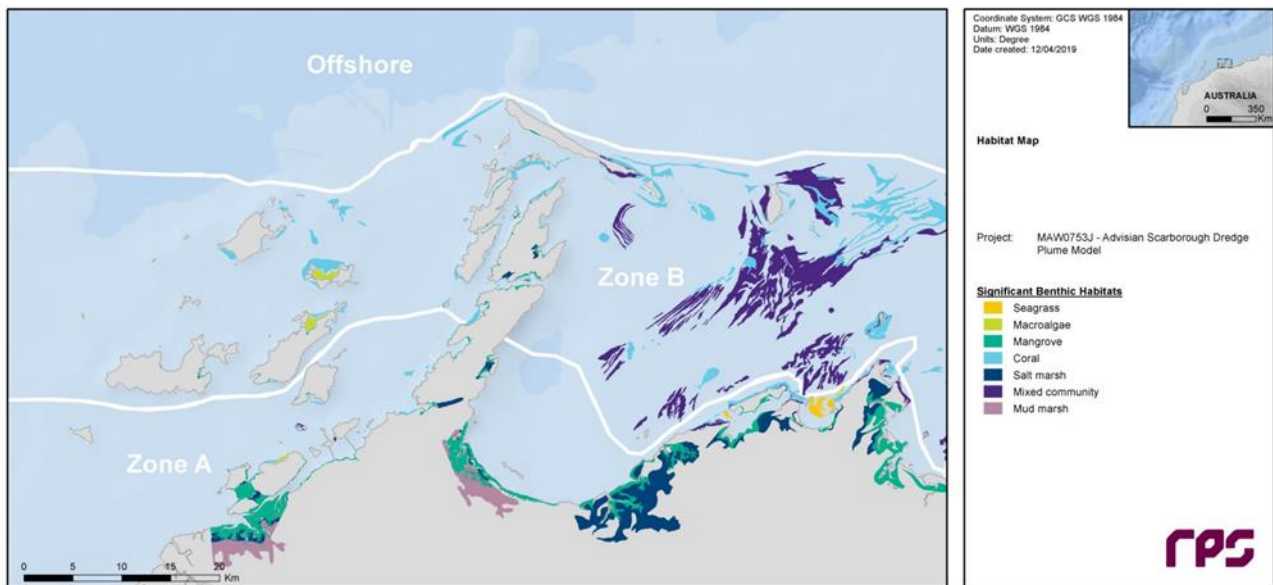 Offshore
Zone B
Zone A
0 5 10 15 20
Km
Coordinate System: GCS WGS 1984
Datum: WGS 1984
Units: Degree
Date created: 12/04/2019
AUSTRALIA
0 350
Km
Habitat Map
Project: MAW0753J - Advisian Scarborough Dredge
Plume Model
Significant Benthic Habitats
Seagrass
Macroalgae
Mangrove
Coral
Salt marsh
Mixed community
Mud marsh
rps